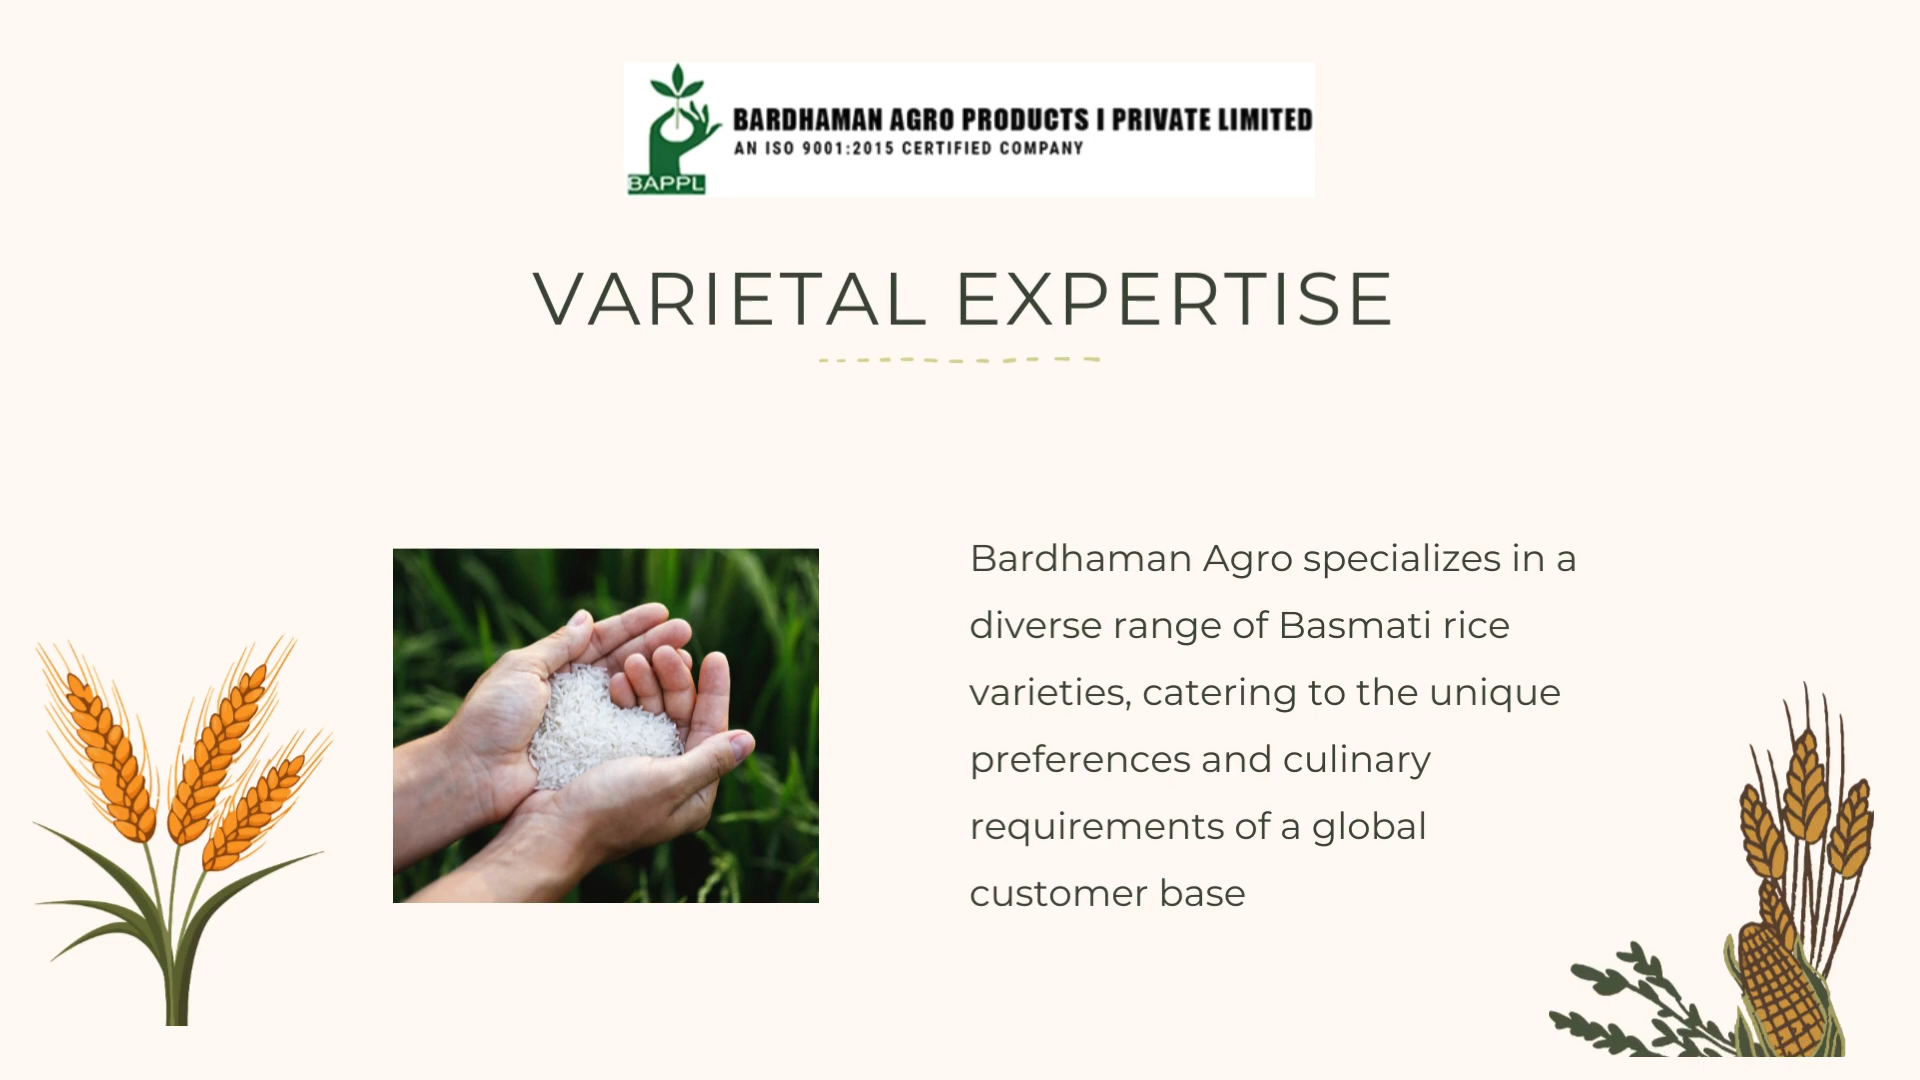 BARDHAMAN AGRO PRODUCTS I PRIVATE LIMITED
AN ISO 9001:2015 CERTIFIED COMPANY
BAPPL
VARIETAL EXPERTISE
Bardhaman Agro specializes in a
diverse range of Basmati rice
varieties, catering to the unique
preferences and culinary
requirements of a global
customer base